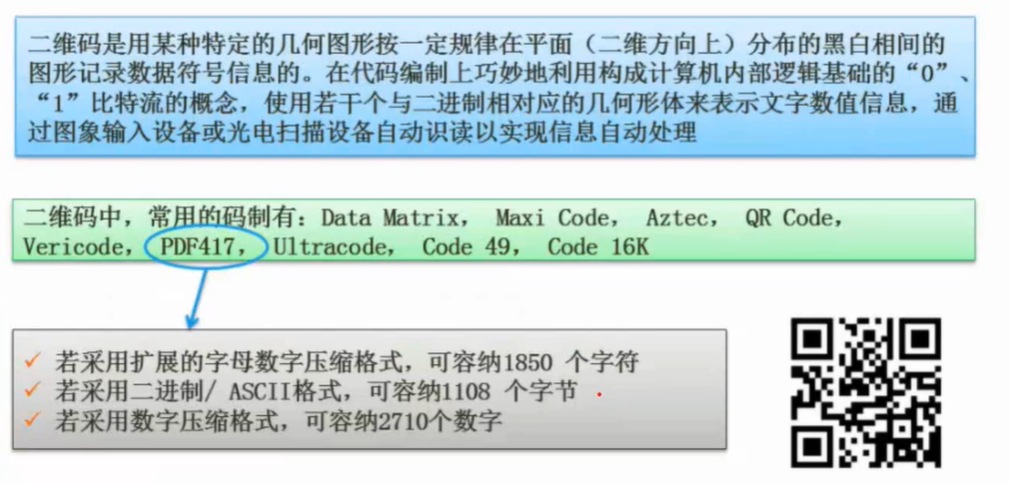 二维码是用某种特定的几何图形按一定规律在平面（二维方向上）分布的黑白相间的
图形记录数据符号信息的。在代码编制上巧妙地利用构成计算机内部逻辑基础的“0”、
“1”比特流的概念，使用若干个与二进制相对应的几何形体来表示文字数值信息，通
过图象输入设备或光电扫描设备自动识读以实现信息自动处理
二维码中，常用的码制有：Data Matrix， Maxi Code， Aztec， QR Code，
Vericode， PDF417， Ultracode， Code 49， Code 16K
✓ 若采用扩展的字母数字压缩格式，可容纳1850 个字符
✓ 若采用二进制/ ASCII格式，可容纳1108 个字节
✓ 若采用数字压缩格式，可容纳2710个数字